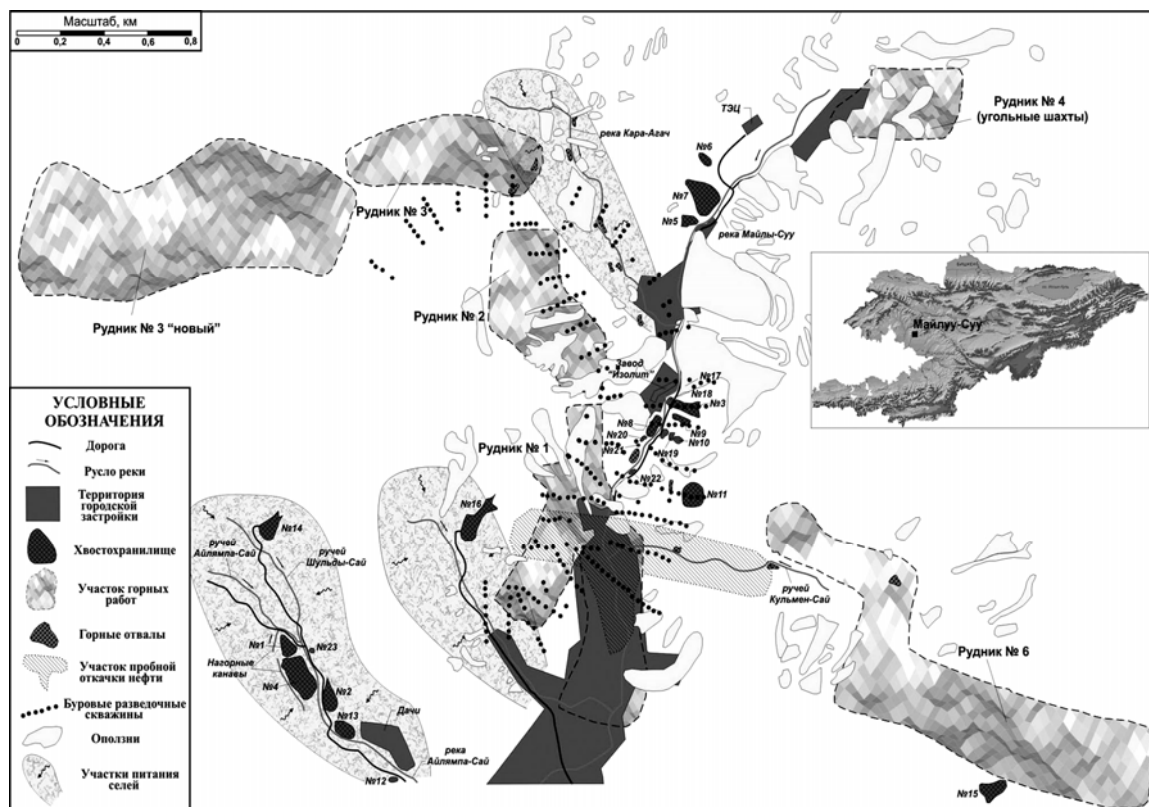 Масштаб, км
0 0,2 0,4 0,6 0,8
ТЭЦ
Рудник № 4
(угольные шахты)
река Кара-Агач
№6
№7
№5
река Майлы-Суу
Рудник № 3
Рудник № 3 “новый”
Рудник № 2
Майлуу-Суу
Завод
"Изолит"
№17
№18
№3
№8
№9
№20
№10
№21
№19
Рудник № 1
№22
№11
№16
ручей
Кульмен-Сай
Рудник № 6
№15
УСЛОВНЫЕ
ОБОЗНАЧЕНИЯ
Дорога
Русло реки
Территория
городской
застройки
Хвостохранилище
Участок горных
работ
Горные отвалы
Участок пробной
откачки нефти
Буровые разведочные
скважины
Оползни
Участки питания
селей
№14
ручей
Айлямпа-Сай
ручей
Шульды-Сай
№1
№23
Нагорные
канавы
№4
№2
№13
Дачи
река
Айлямпа-Сай
№12